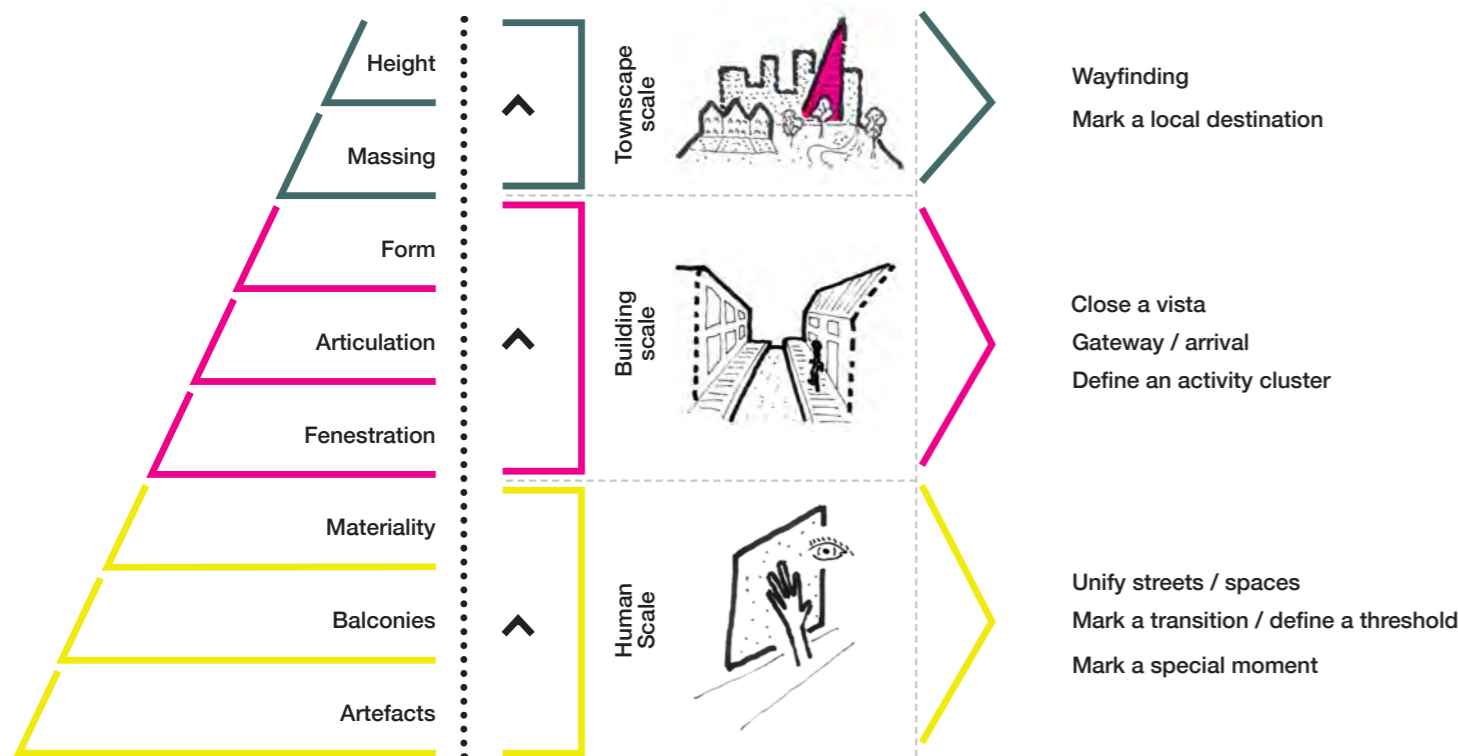 Height
Massing
Form
Articulation
Fenestration
Materiality
Balconies
Artefacts
Townscape
scale
Building
scale
Human
Scale
Wayfinding
Mark a local destination
Close a vista
Gateway / arrival
Define an activity cluster
Unify streets / spaces
Mark a transition / define a threshold
Mark a special moment